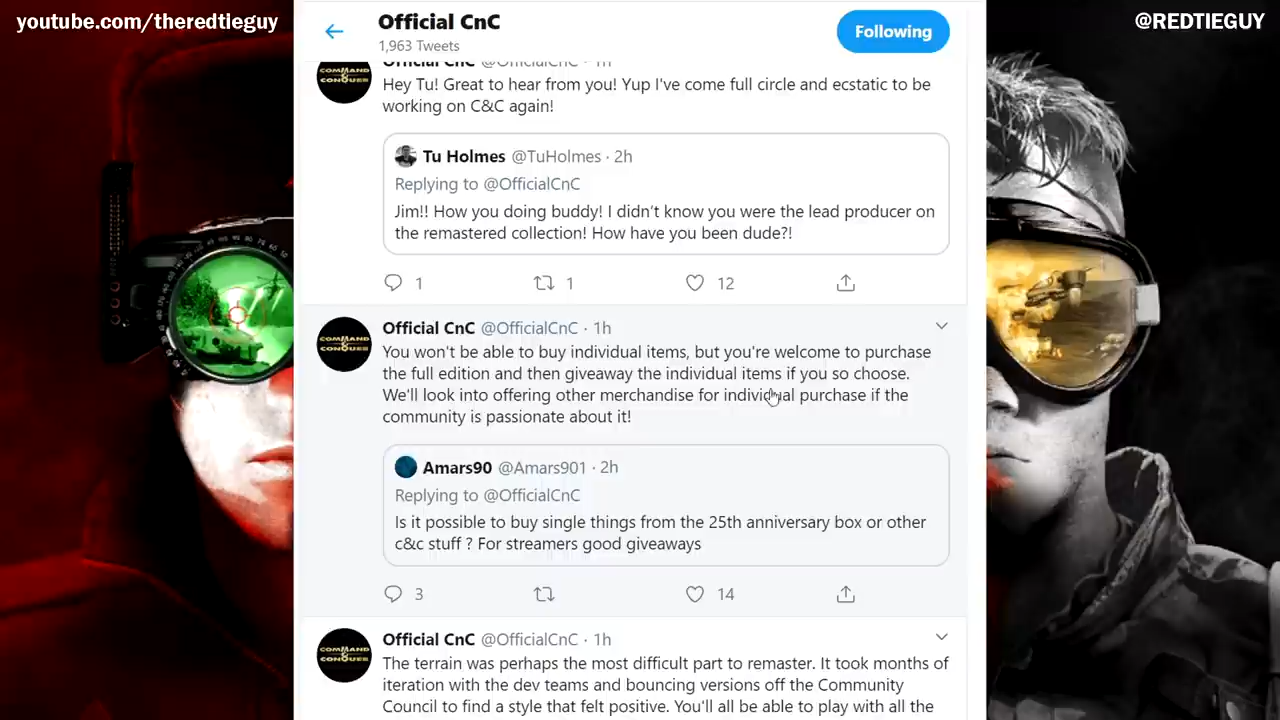 youtube.com/theredtieguy
@REDTIEGUY
Official CnC
1,963 Tweets
Following
Official CnC @OfficialCnC · 1h
COMMAND & CONQUER
Hey Tu! Great to hear from you! Yup I've come full circle and ecstatic to be
working on C&C again!
Tu Holmes @TuHolmes · 2h
Replying to @OfficialCnC
Jim!! How you doing buddy! I didn't know you were the lead producer on
the remastered collection! How have you been dude?!
1 1 12
Official CnC @OfficialCnC · 1h
COMMAND & CONQUER
You won't be able to buy individual items, but you're welcome to purchase
the full edition and then giveaway the individual items if you so choose.
We'll look into offering other merchandise for individual purchase if the
community is passionate about it!
Amars90 @Amars901 · 2h
Replying to @OfficialCnC
Is it possible to buy single things from the 25th anniversary box or other
c&c stuff ? For streamers good giveaways
3 14
Official CnC @OfficialCnC · 1h
COMMAND & CONQUER
The terrain was perhaps the most difficult part to remaster. It took months of
iteration with the dev teams and bouncing versions off the Community
Council to find a style that felt positive. You'll all be able to play with all the